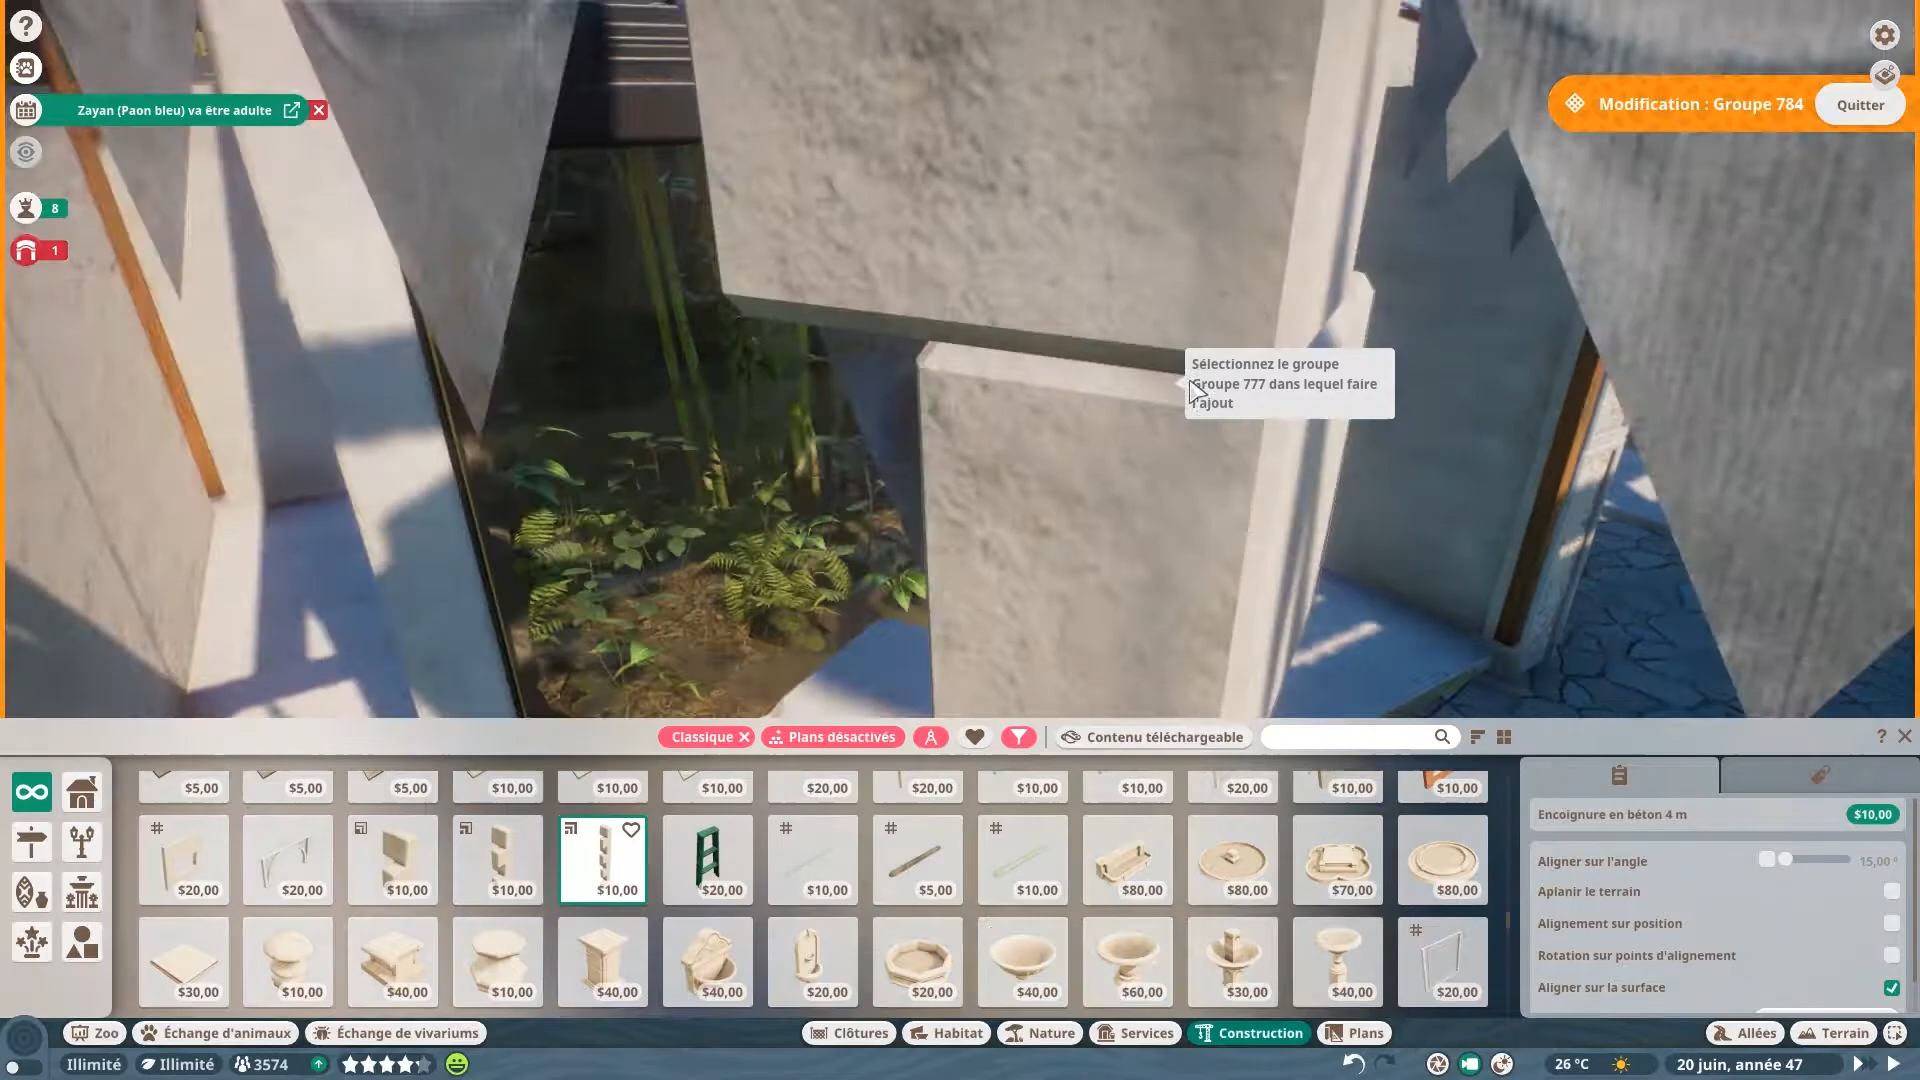 ?
Zayan (Paon bleu) va être adulte
8
1
Modification : Groupe 784
Quitter
Sélectionnez le groupe
Groupe 777 dans lequel faire
l'ajout
Classique
Plans désactivés
Contenu téléchargeable
?
$5,00 $5,00 $5,00 $10,00 $10,00 $10,00 $20,00 $20,00 $10,00 $10,00 $20,00 $10,00 $10,00
$20,00 $20,00 $10,00 $10,00 $10,00 $20,00 $10,00 $5,00 $10,00 $80,00 $80,00 $70,00 $80,00
$30,00 $10,00 $40,00 $10,00 $40,00 $40,00 $20,00 $20,00 $40,00 $60,00 $30,00 $40,00 $20,00
Encoignure en béton 4 m $10,00
Aligner sur l'angle 15,00 °
Aplanir le terrain
Alignement sur position
Rotation sur points d'alignement
Aligner sur la surface
Zoo
Échange d'animaux
Échange de vivariums
Clôtures
Habitat
Nature
Services
Construction
Plans
Allées
Terrain
Illimité
Illimité
3574
26 °C
20 juin, année 47